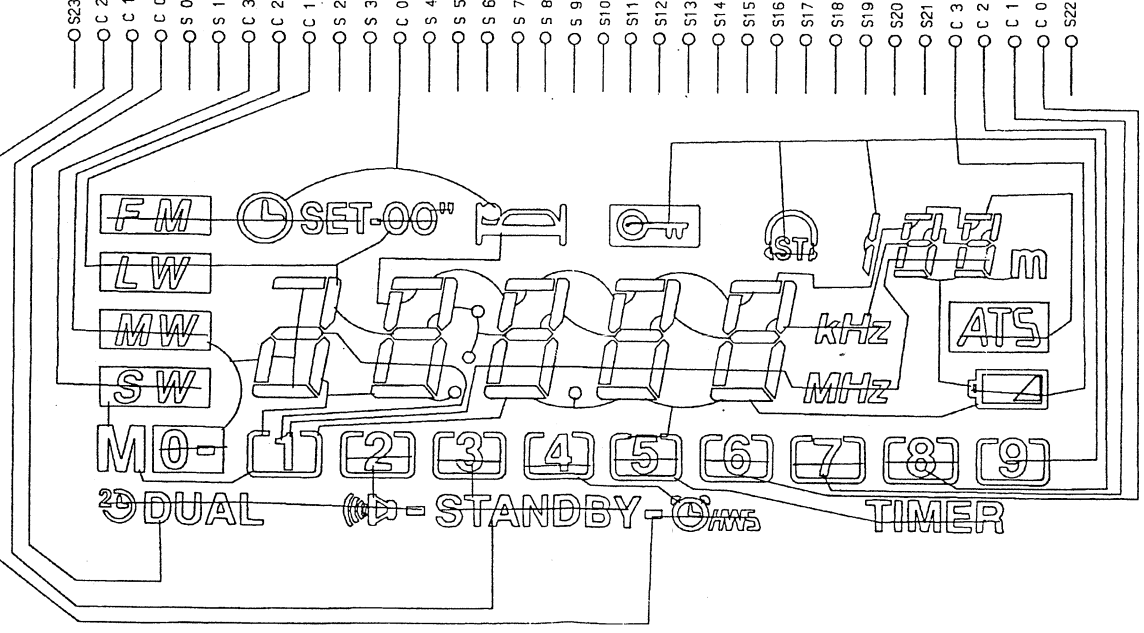 S23 C 2 C 1 C 0 S 0 S 1 C 3 C 2 C 1 S 2 S 3 C 0 S 4 S 5 S 6 S 7 S 8 S 9 S10 S11 S12 S13 S14 S15 S16 S17 S18 S19 S20 S21 C 3 C 2 C 1 C 0 S22
FM SET-00" ST
LW m
MW kHz ATS
SW MHz
M 0- 1 2 3 4 5 6 7 8 9
2 DUAL - STANDBY - HWS TIMER